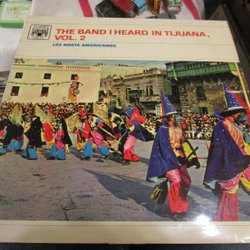 THE BAND I HEARD IN TIJUANA,
VOL. 2
LOS NORTE AMERICANOS